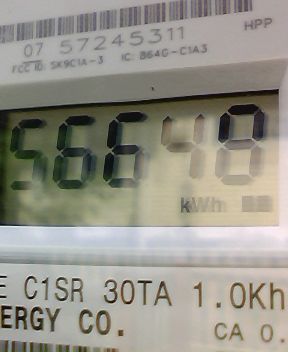 07 57245311 HPP
FCC ID: SK9C1A-3 IC: 864G-C1A3
56648
kWh
E C1SR 30TA 1.0Kh
ERGY CO. CA 0.